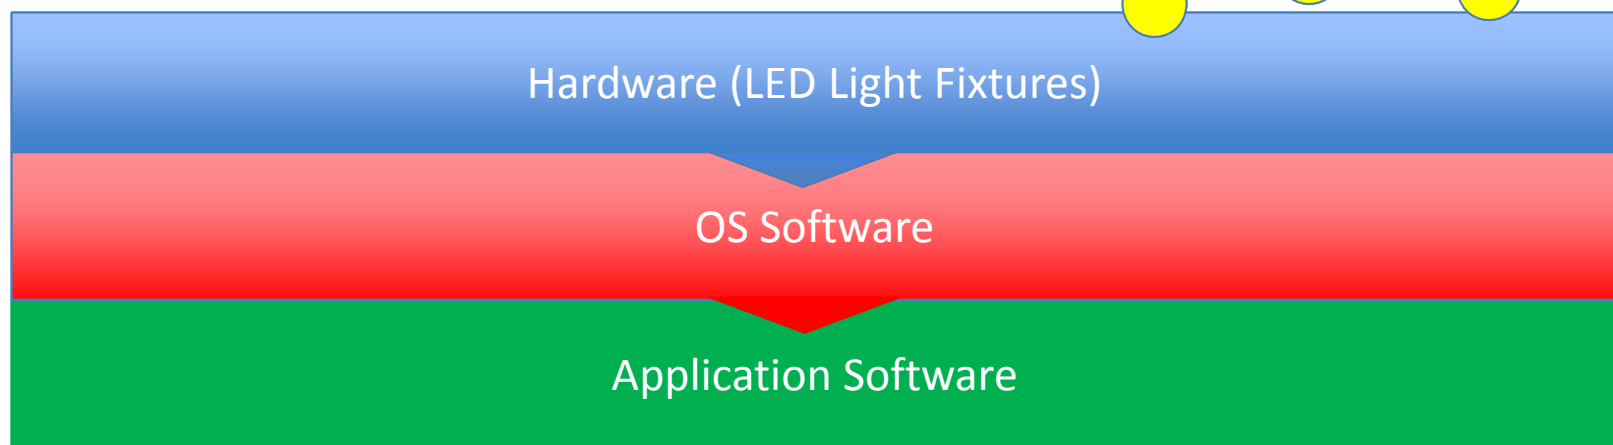 Hardware (LED Light Fixtures)
OS Software
Application Software